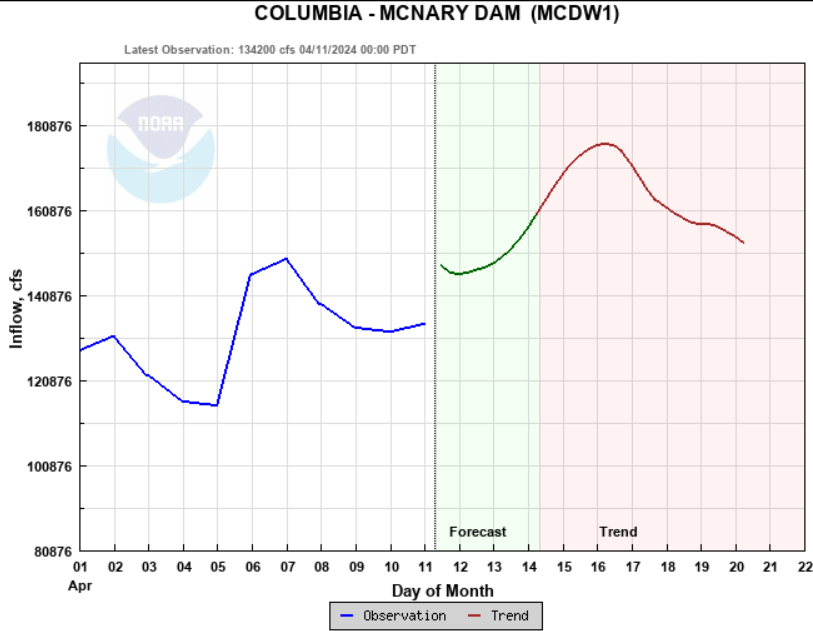 COLUMBIA - MCNARY DAM (MCDW1)
Latest Observation: 134200 cfs 04/11/2024 00:00 PDT
NOAA
180876
160876
140876
120876
100876
80876
Inflow, cfs
Forecast
Trend
01 02 03 04 05 06 07 08 09 10 11 12 13 14 15 16 17 18 19 20 21 22
Apr
Day of Month
Observation Trend